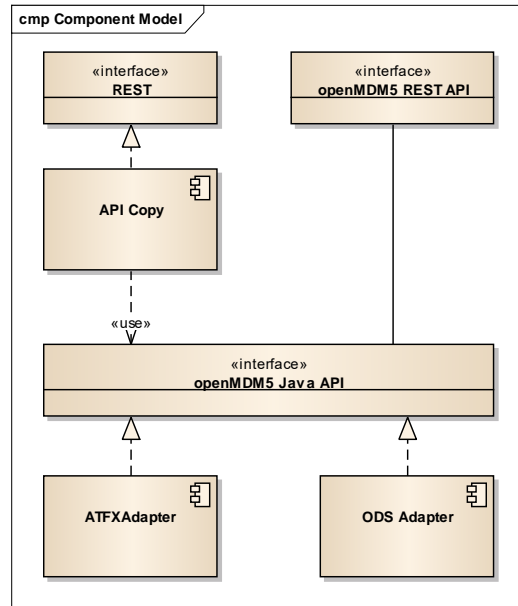 cmp Component Model
«interface»
REST
«interface»
openMDM5 REST API
API Copy
«use»
«interface»
openMDM5 Java API
ATFXAdapter
ODS Adapter